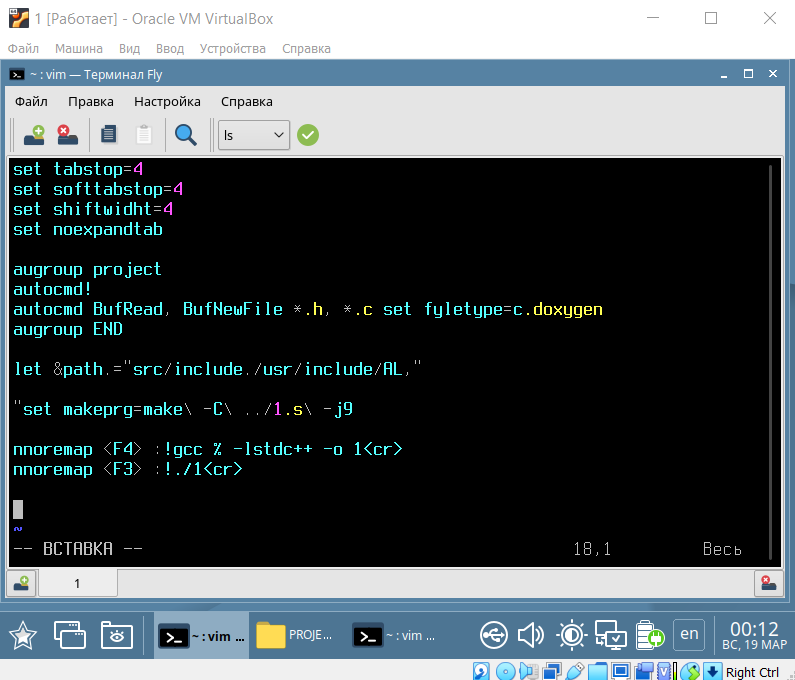 1 [Работает] - Oracle VM VirtualBox
Файл Машина Вид Ввод Устройства Справка
~ : vim — Терминал Fly
Файл Правка Настройка Справка
ls
set tabstop=4
set softtabstop=4
set shiftwidht=4
set noexpandtab
augroup project
autocmd!
autocmd BufRead, BufNewFile *.h, *.c set fyletype=c.doxygen
augroup END
let &path.="src/include./usr/include/AL,"
"set makeprg=make\ -C\ ../1.s\ -j9
nnoremap <F4> :!gcc % -lstdc++ -o 1<cr>
nnoremap <F3> :!./1<cr>
~
-- ВСТАВКА -- 18,1 Весь
1
~ : vim ... PROJE... ~ : vim ... en 00:12
ВС, 19 МАР
Right Ctrl